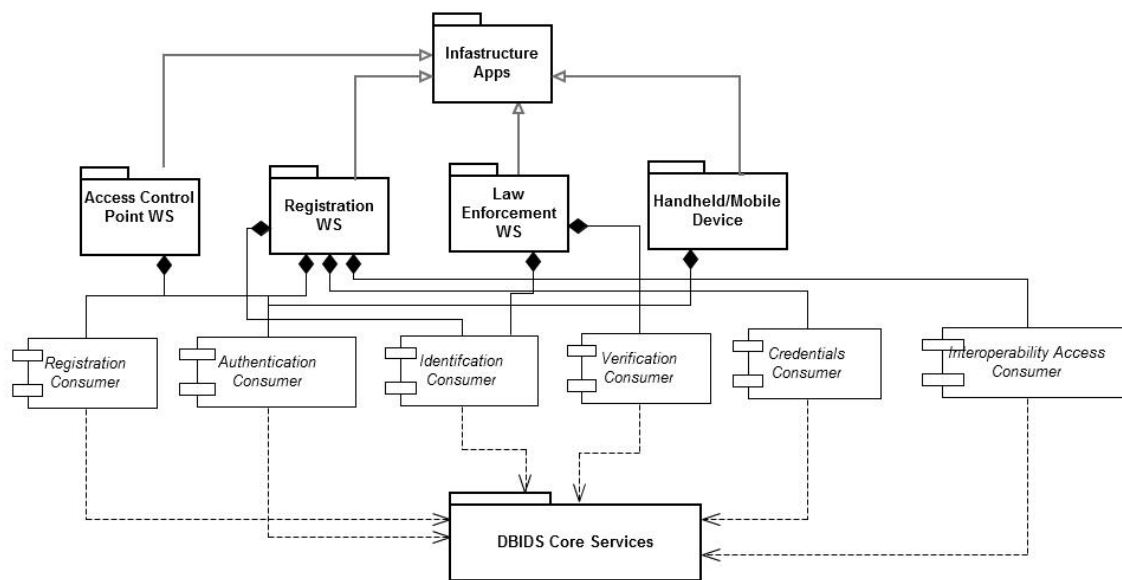 Infastructure
Apps
Access Control
Point WS
Registration
WS
Law
Enforcement
WS
Handheld/Mobile
Device
Registration
Consumer
Authentication
Consumer
Identifcation
Consumer
Verification
Consumer
Credentials
Consumer
Interoperability Access
Consumer
DBIDS Core Services